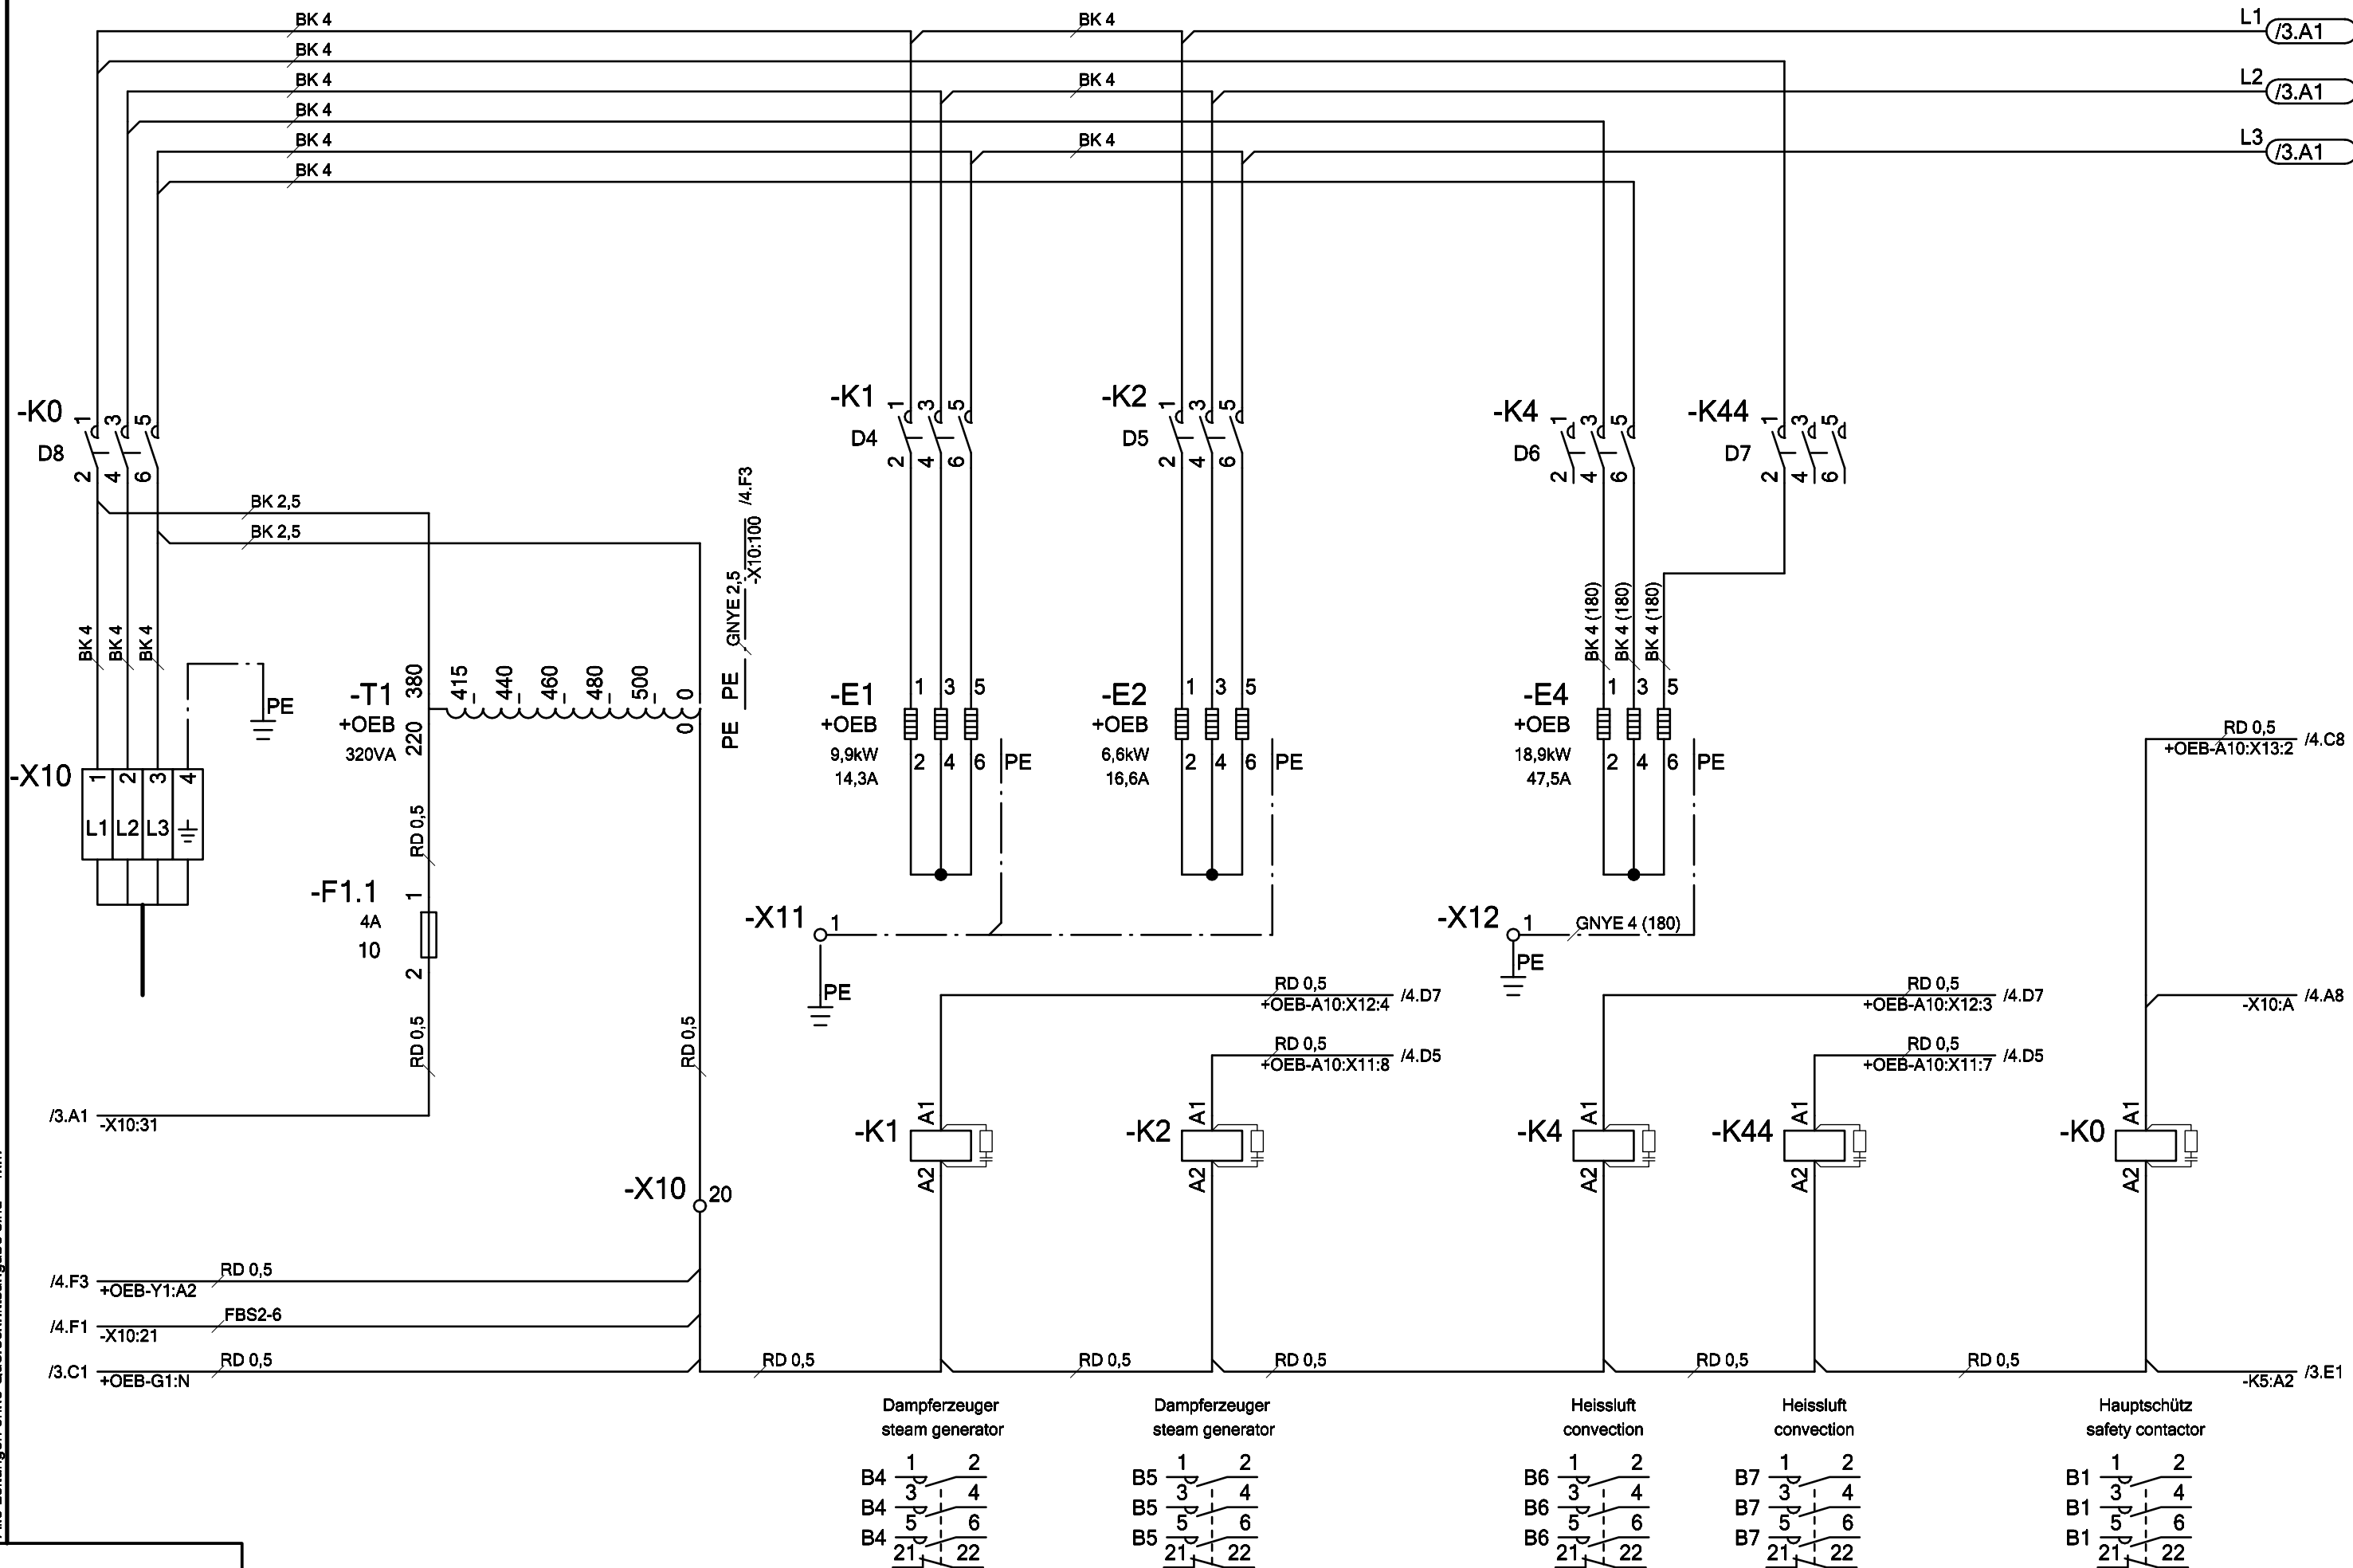 BK 4 BK 4 L1 /3.A1
BK 4
BK 4 BK 4 L2 /3.A1
BK 4
BK 4 BK 4 L3 /3.A1
BK 4
-K0 1 3 5
D8
2 4 6
-K1 1 3 5
D4
2 4 6
-K2 1 3 5
D5
2 4 6
-K4 1 3 5
D6
2 4 6
-K44 1 3 5
D7
2 4 6
BK 2,5
BK 2,5
/4.F3
-X10:100
GNYE 2,5
BK 4 BK 4 BK 4
PE
BK 4 (180) BK 4 (180) BK 4 (180)
-T1 380 415 440 460 480 500 0 PE
+OEB
320VA 220 0 PE
-E1 1 3 5
+OEB
9,9kW 2 4 6 PE
14,3A
-E2 1 3 5
+OEB
6,6kW 2 4 6 PE
16,6A
-E4 1 3 5
+OEB
18,9kW 2 4 6 PE
47,5A
RD 0,5
+OEB-A10:X13:2 /4.C8
-X10 1 2 3 4
L1 L2 L3
RD 0,5
-F1.1 1
4A
10
2
RD 0,5
RD 0,5
-X11 1
PE
-X12 1 GNYE 4 (180)
PE
RD 0,5
+OEB-A10:X12:4 /4.D7
RD 0,5
+OEB-A10:X11:8 /4.D5
RD 0,5
+OEB-A10:X12:3 /4.D7
RD 0,5
+OEB-A10:X11:7 /4.D5
-X10:A /4.A8
/3.A1 -X10:31
-K1 A1
A2
-K2 A1
A2
-K4 A1
A2
-K44 A1
A2
-K0 A1
A2
-X10 20
/4.F3 RD 0,5
+OEB-Y1:A2
/4.F1 FBS2-6
-X10:21
/3.C1 RD 0,5
+OEB-G1:N
RD 0,5 RD 0,5 RD 0,5 RD 0,5 RD 0,5
-K5:A2 /3.E1
Dampferzeuger
steam generator
B4 1 2
B4 3 4
B4 5 6
21 22
Dampferzeuger
steam generator
B5 1 2
B5 3 4
B5 5 6
21 22
Heissluft
convection
B6 1 2
B6 3 4
B6 5 6
21 22
Heissluft
convection
B7 1 2
B7 3 4
B7 5 6
21 22
Hauptschütz
safety contactor
B1 1 2
B1 3 4
B1 5 6
21 22